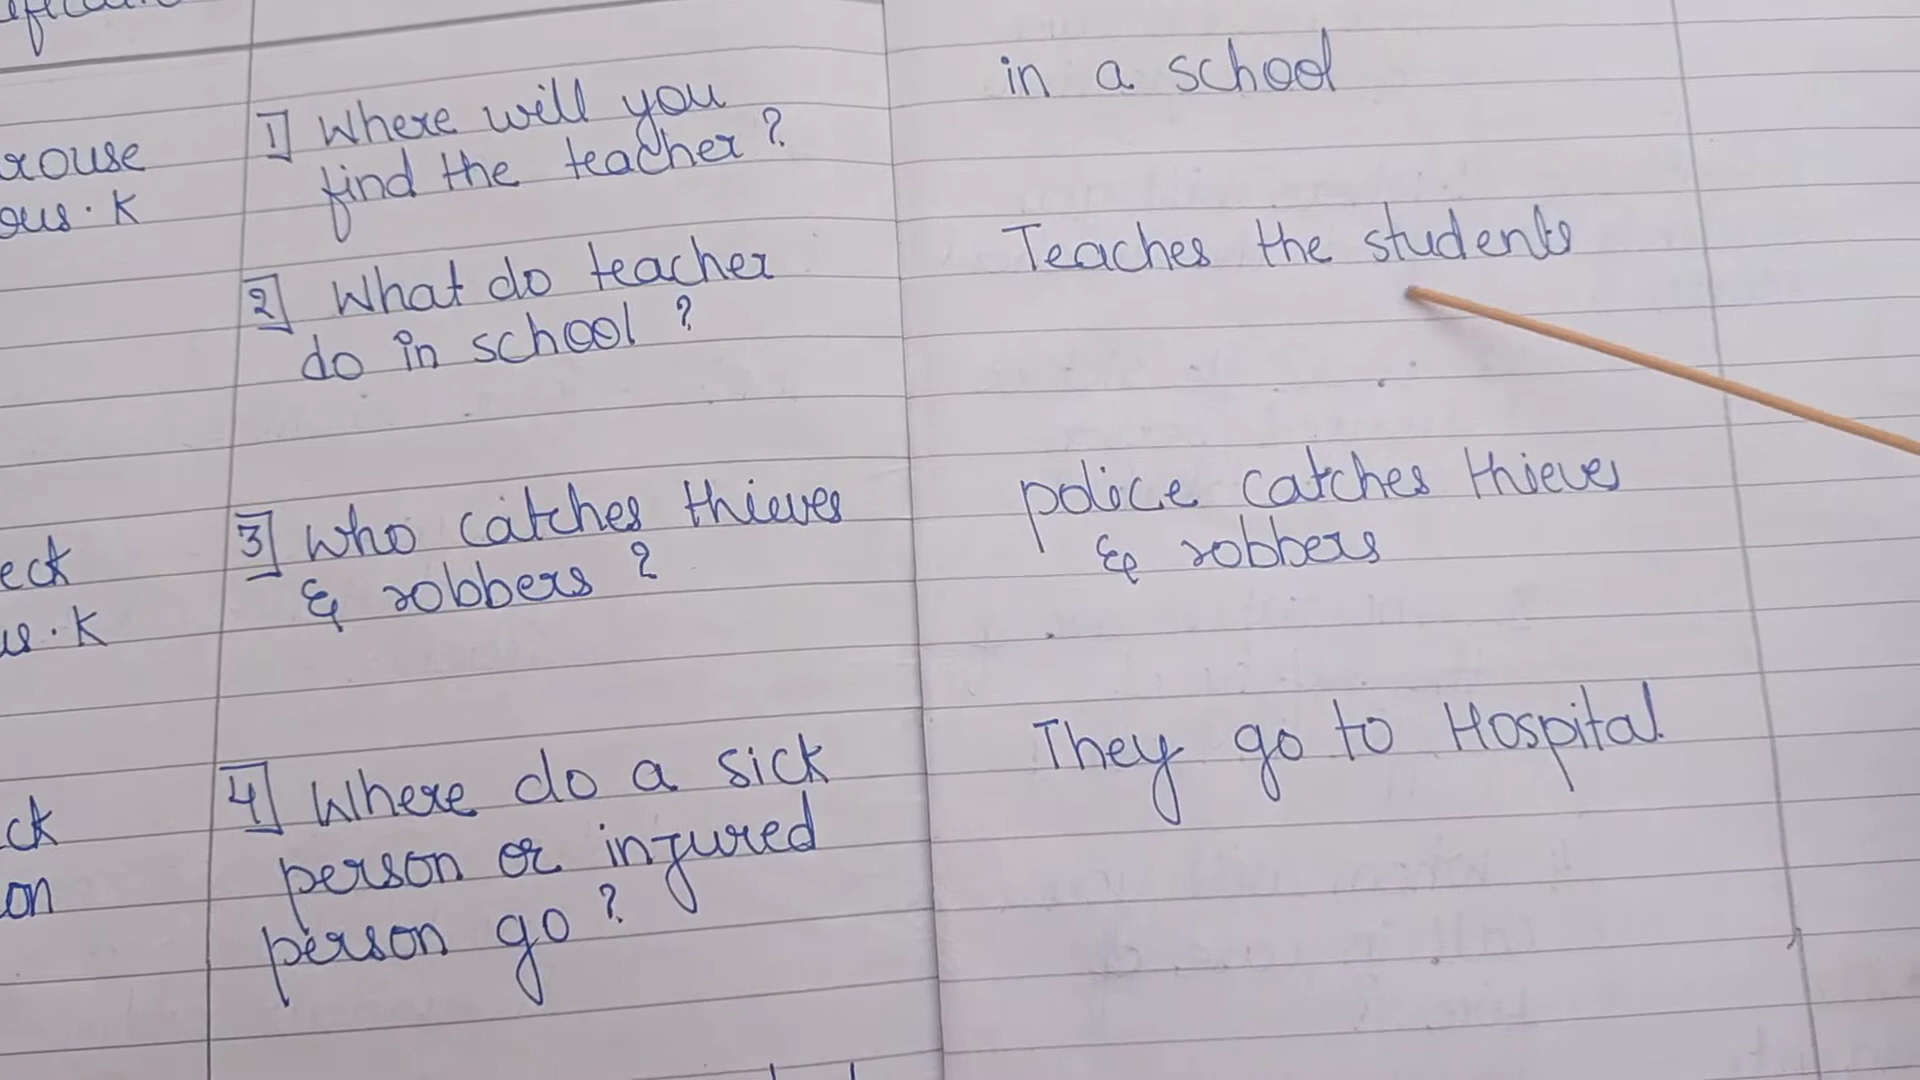 rouse
ous. K
1] Where will you
find the teacher?
in a school
2] What do teacher
do in school?
Teaches the students
eck
us. K
3] Who catches thieves
& robbers?
police catches thieves
& robbers
ck
on
4] Where do a sick
person or injured
person go?
They go to Hospital